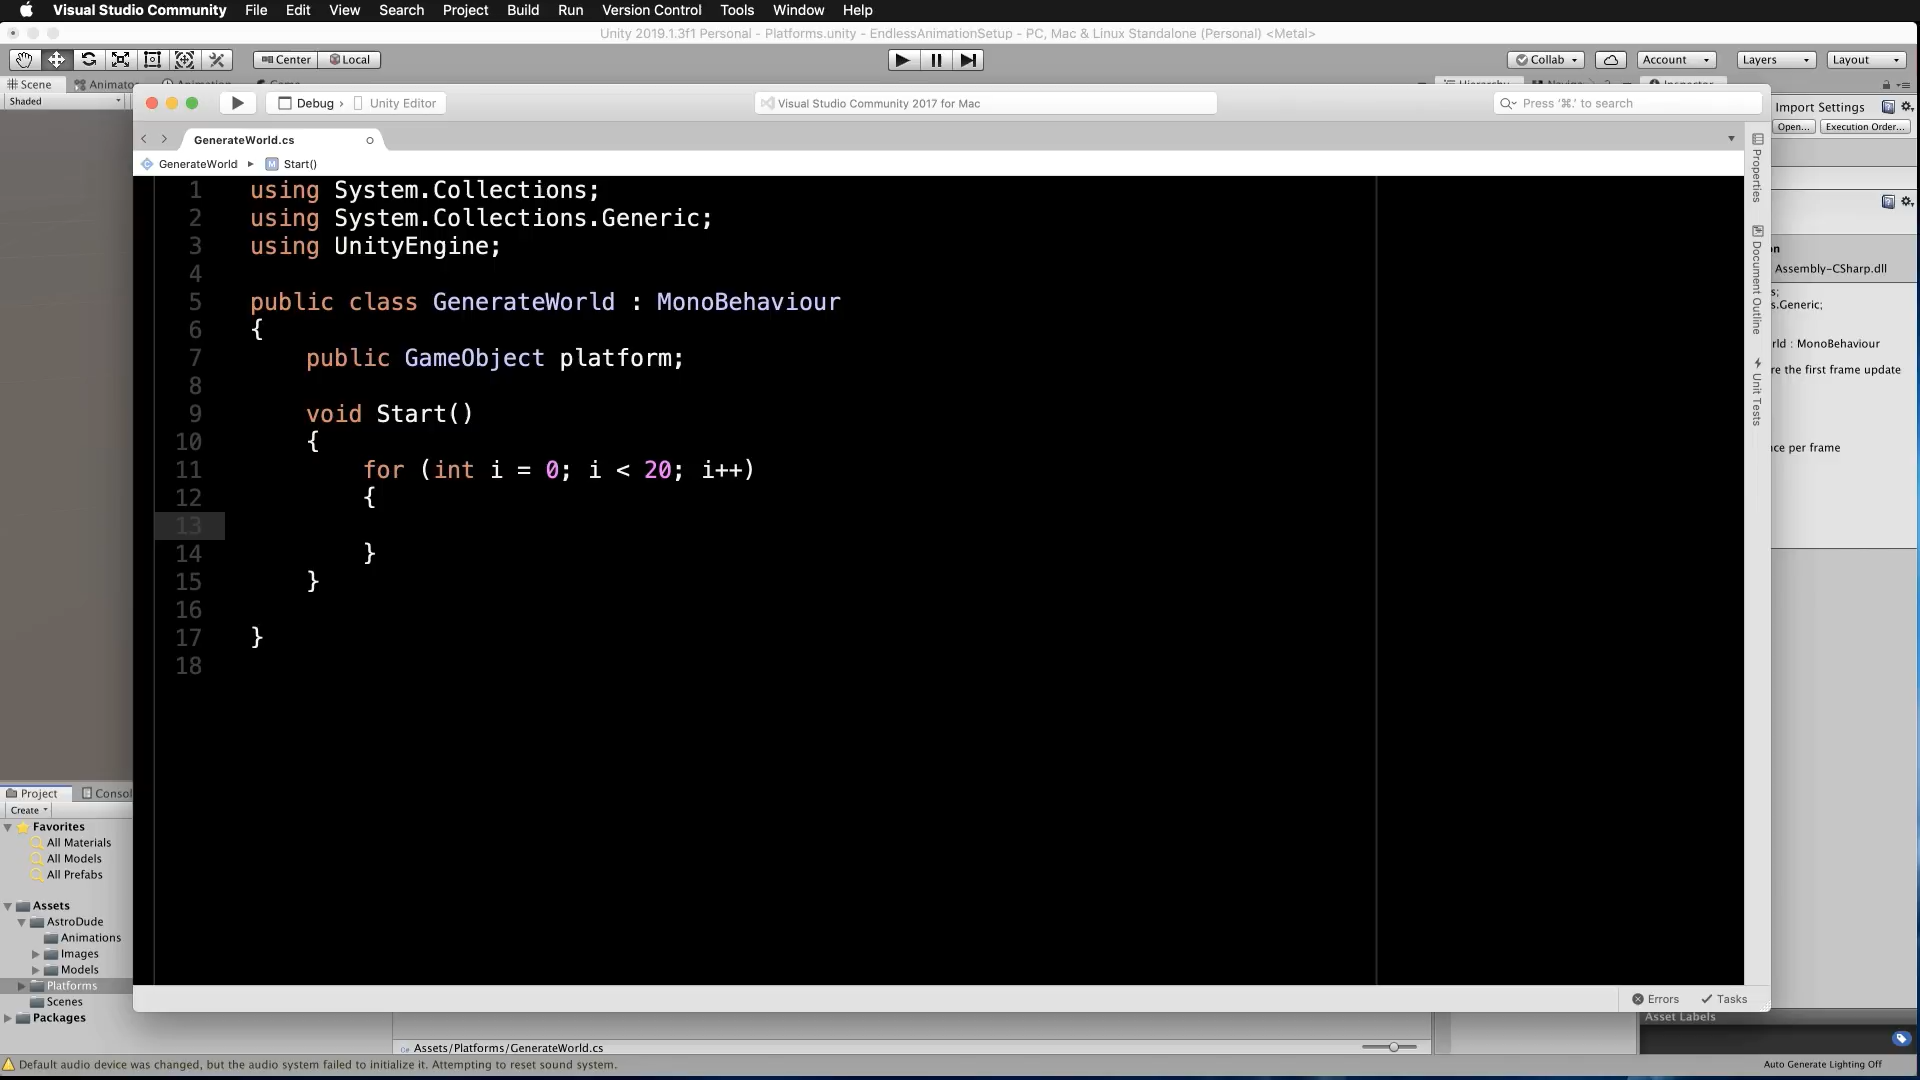 Visual Studio Community File Edit View Search Project Build Run Version Control Tools Window Help
Unity 2019.1.3f1 Personal - Platforms.unity - EndlessAnimationSetup - PC, Mac & Linux Standalone (Personal) <Metal>
Center Local Collab Account Layers Layout
Scene
Shaded
Debug › Unity Editor
Visual Studio Community 2017 for Mac
Press '⌘.' to search
Import Settings
Open... Execution Order...
GenerateWorld.cs
GenerateWorld ▸ M Start()
1 using System.Collections;
2 using System.Collections.Generic;
3 using UnityEngine;
4
5 public class GenerateWorld : MonoBehaviour
6 {
7 public GameObject platform;
8
9 void Start()
10 {
11 for (int i = 0; i < 20; i++)
12 {
13
14 }
15 }
16
17 }
18
Properties
Document Outline
Unit Tests
on
Assembly-CSharp.dll
s;
s.Generic;
rld : MonoBehaviour
re the first frame update
ce per frame
Project Consol
Create
Favorites
All Materials
All Models
All Prefabs
Assets
AstroDude
Animations
Images
Models
Platforms
Scenes
Packages
Errors Tasks
Asset Labels
Assets/Platforms/GenerateWorld.cs
Default audio device was changed, but the audio system failed to initialize it. Attempting to reset sound system.
Auto Generate Lighting Off